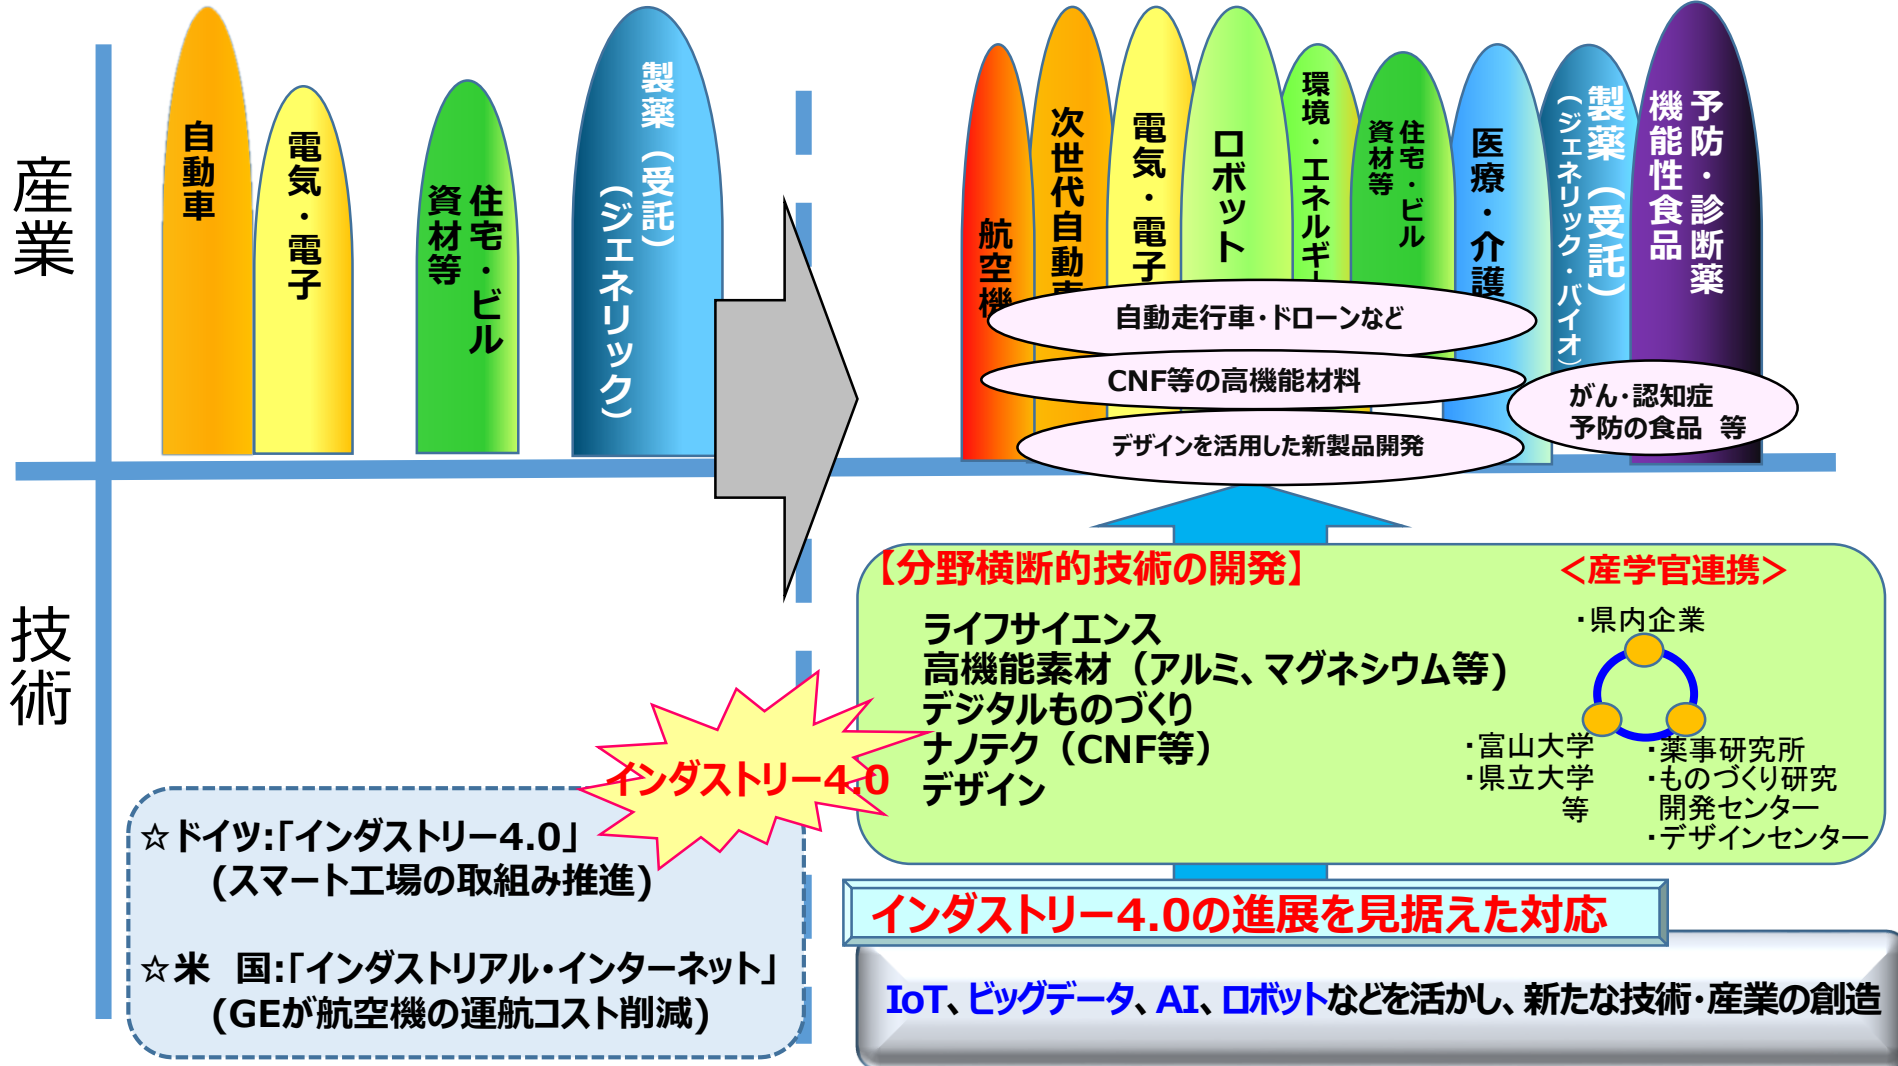 産業
自動車
電気・電子
住宅・ビル
資材等
製薬（受託）
（ジェネリック）
航空機
次世代自動車
電気・電子
ロボット
環境・エネルギー
住宅・ビル
資材等
医療・介護
製薬（受託）
（ジェネリック・バイオ）
予防・診断薬
機能性食品
自動走行車・ドローンなど
CNF等の高機能材料
デザインを活用した新製品開発
がん・認知症
予防の食品 等
技術
【分野横断的技術の開発】
ライフサイエンス
高機能素材（アルミ、マグネシウム等)
デジタルものづくり
ナノテク（CNF等）
デザイン
＜産学官連携＞
・県内企業
・富山大学
・県立大学
等
・薬事研究所
・ものづくり研究
開発センター
・デザインセンター
インダストリー4.0
☆ドイツ:「インダストリー4.0」
(スマート工場の取組み推進)
☆米 国:「インダストリアル・インターネット」
(GEが航空機の運航コスト削減)
インダストリー4.0の進展を見据えた対応
IoT、ビッグデータ、AI、ロボットなどを活かし、新たな技術・産業の創造